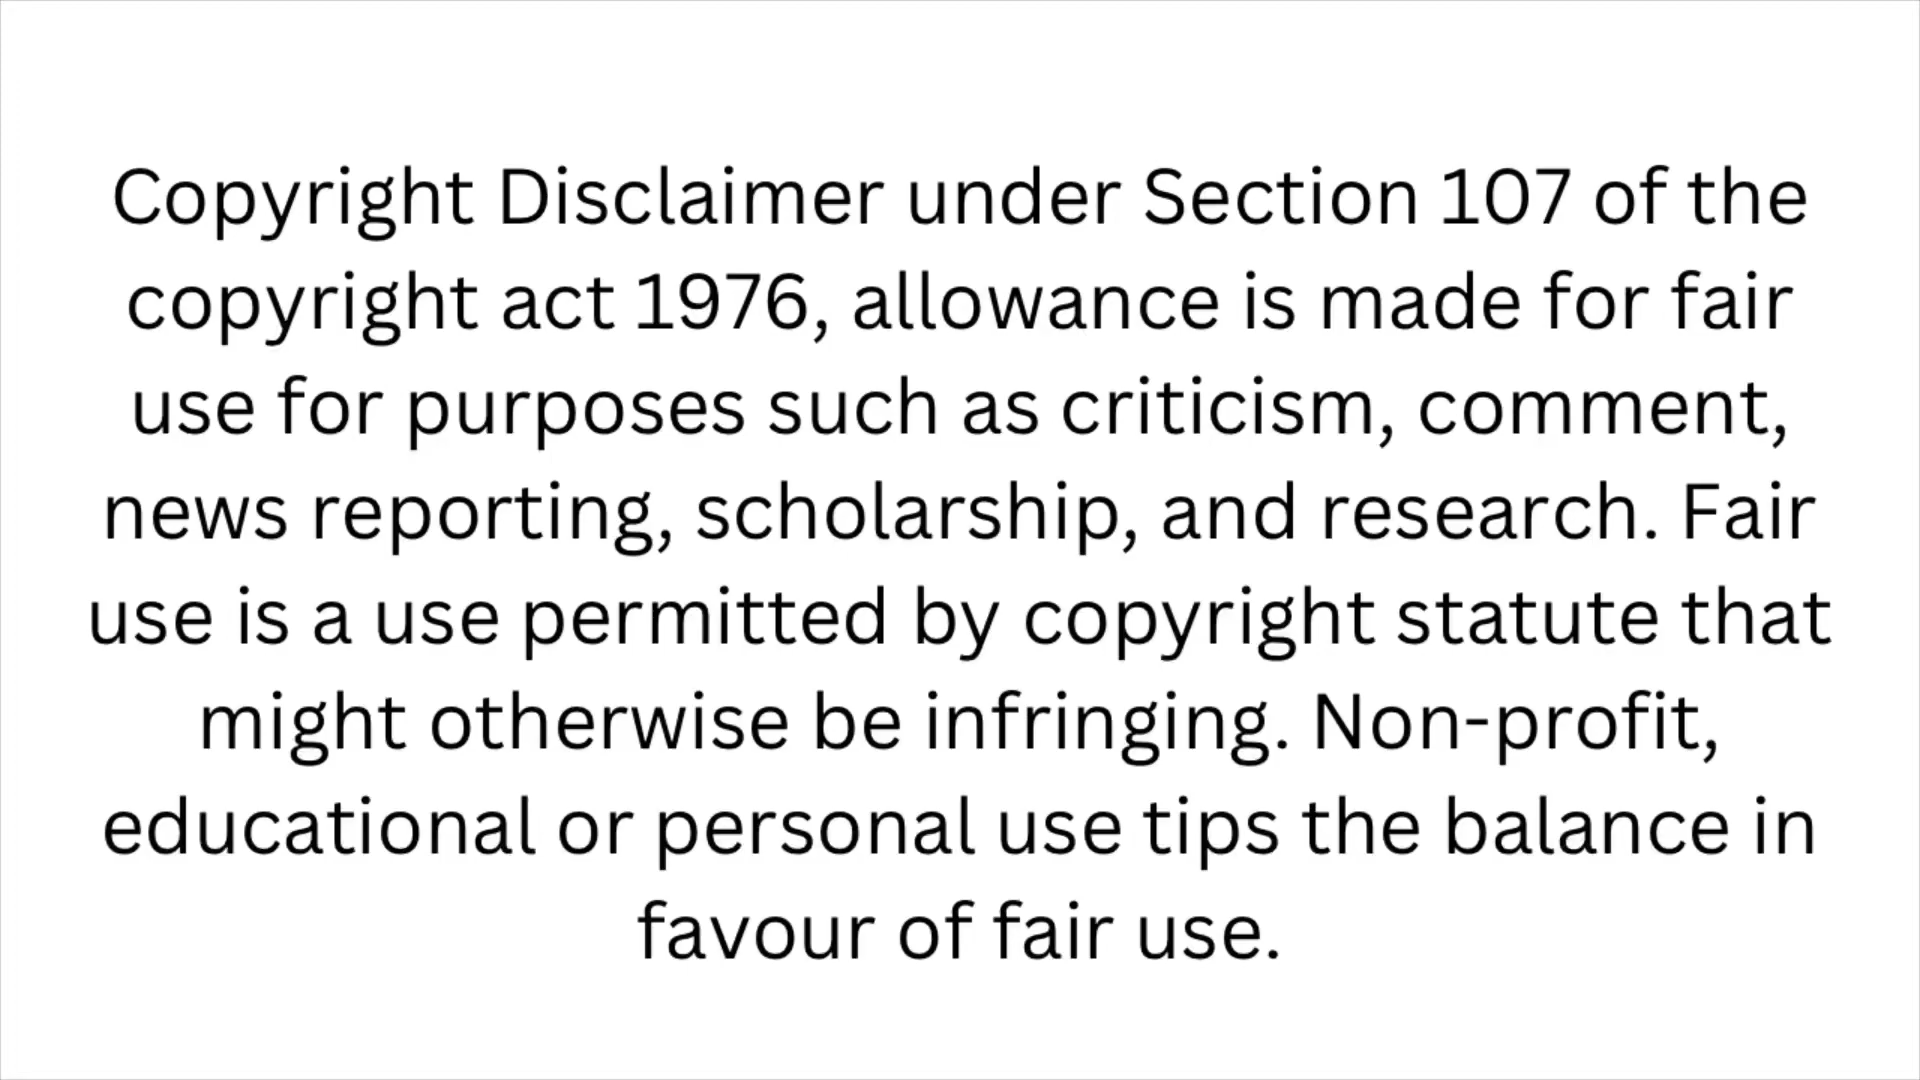 Copyright Disclaimer under Section 107 of the
copyright act 1976, allowance is made for fair
use for purposes such as criticism, comment,
news reporting, scholarship, and research. Fair
use is a use permitted by copyright statute that
might otherwise be infringing. Non-profit,
educational or personal use tips the balance in
favour of fair use.